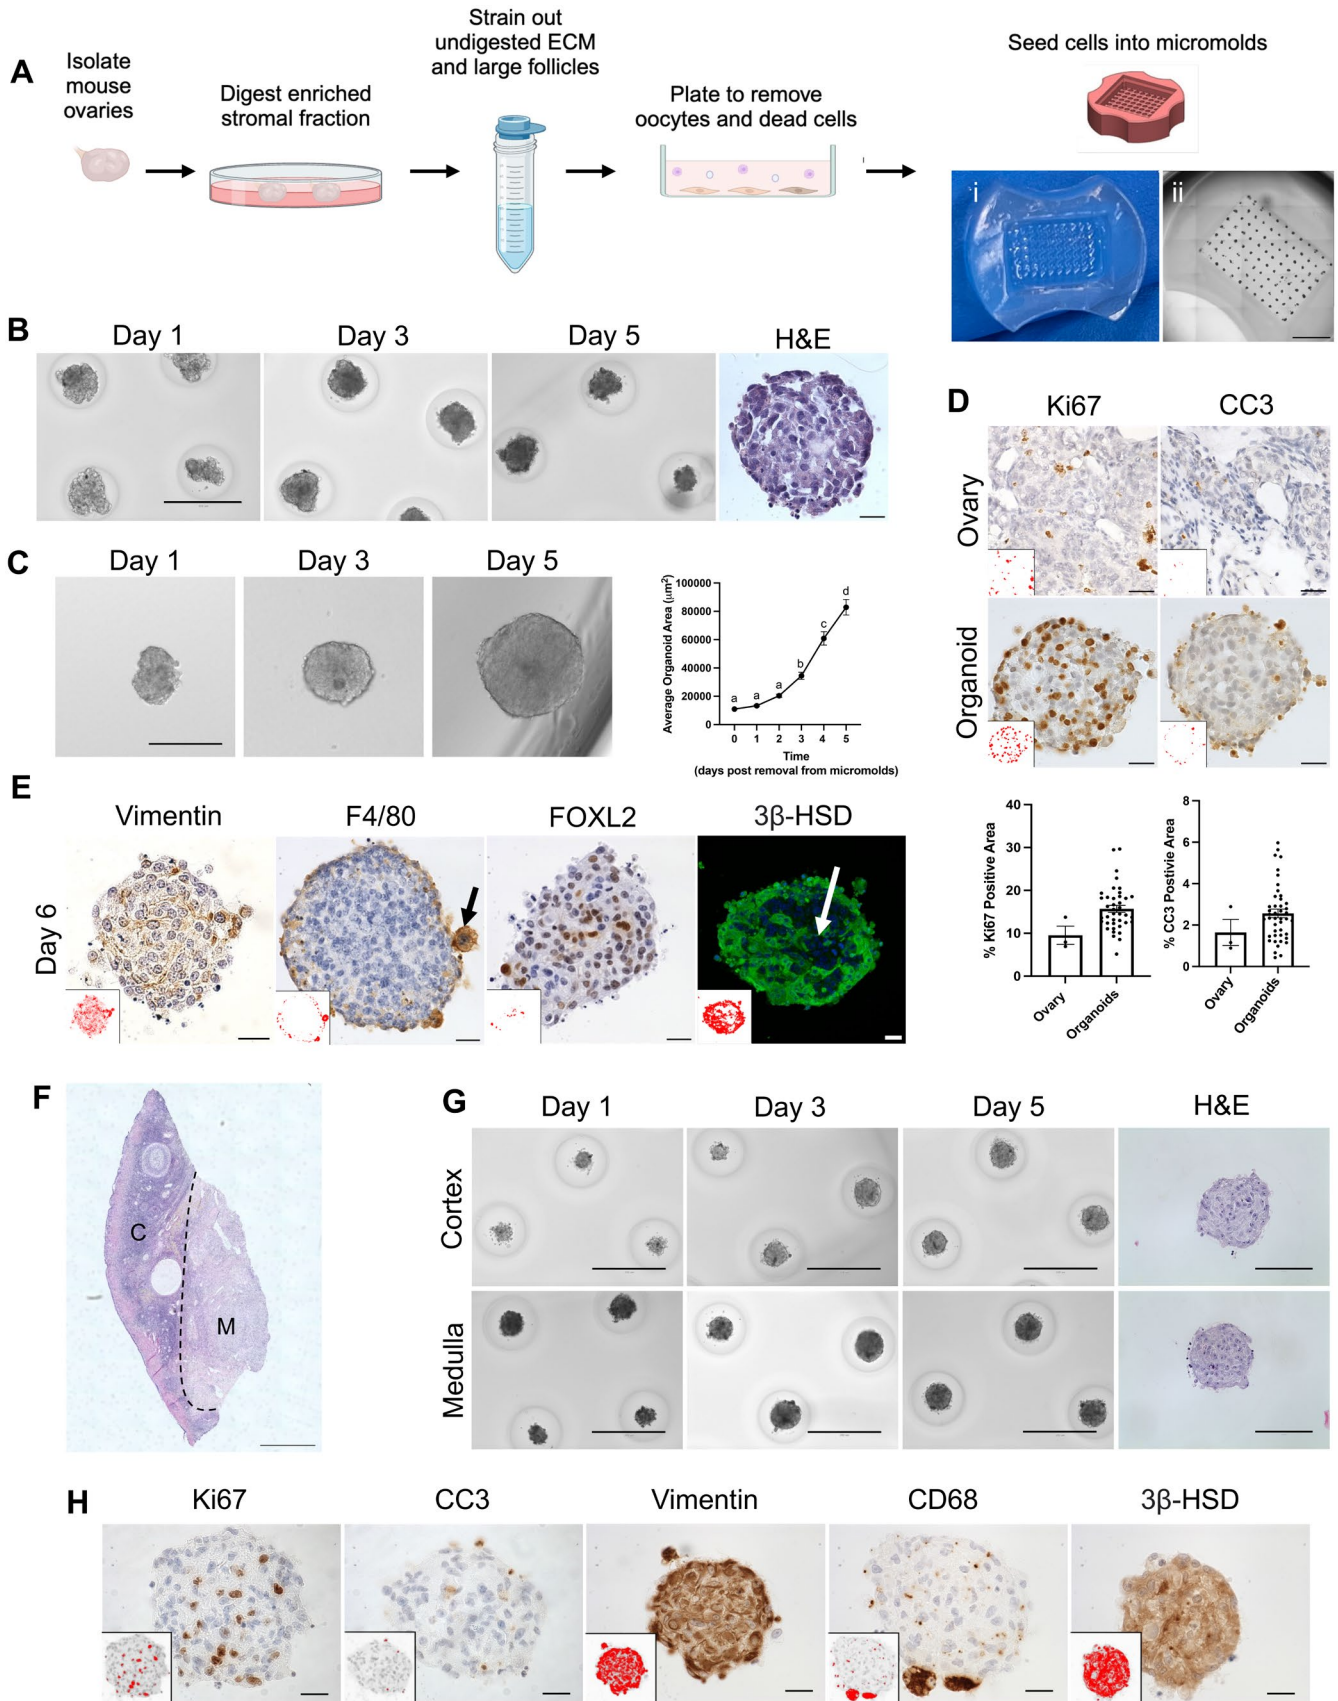 A
Isolate
mouse
ovaries
Digest enriched
stromal fraction
Strain out
undigested ECM
and large follicles
Plate to remove
oocytes and dead cells
Seed cells into micromolds
i
ii
B
Day 1
Day 3
Day 5
H&E
C
Day 1
Day 3
Day 5
Average Organoid Area (μm²)
100000
80000
60000
40000
20000
0
a
a
a
b
c
d
0 1 2 3 4 5
Time
(days post removal from micromolds)
D
Ki67
CC3
Ovary
Organoid
% Ki67 Positive Area
40
30
20
10
0
Ovary
Organoids
% CC3 Postivie Area
8
6
4
2
0
Ovary
Organoids
E
Vimentin
F4/80
FOXL2
3β-HSD
Day 6
F
C
M
G
Day 1
Day 3
Day 5
H&E
Cortex
Medulla
H
Ki67
CC3
Vimentin
CD68
3β-HSD